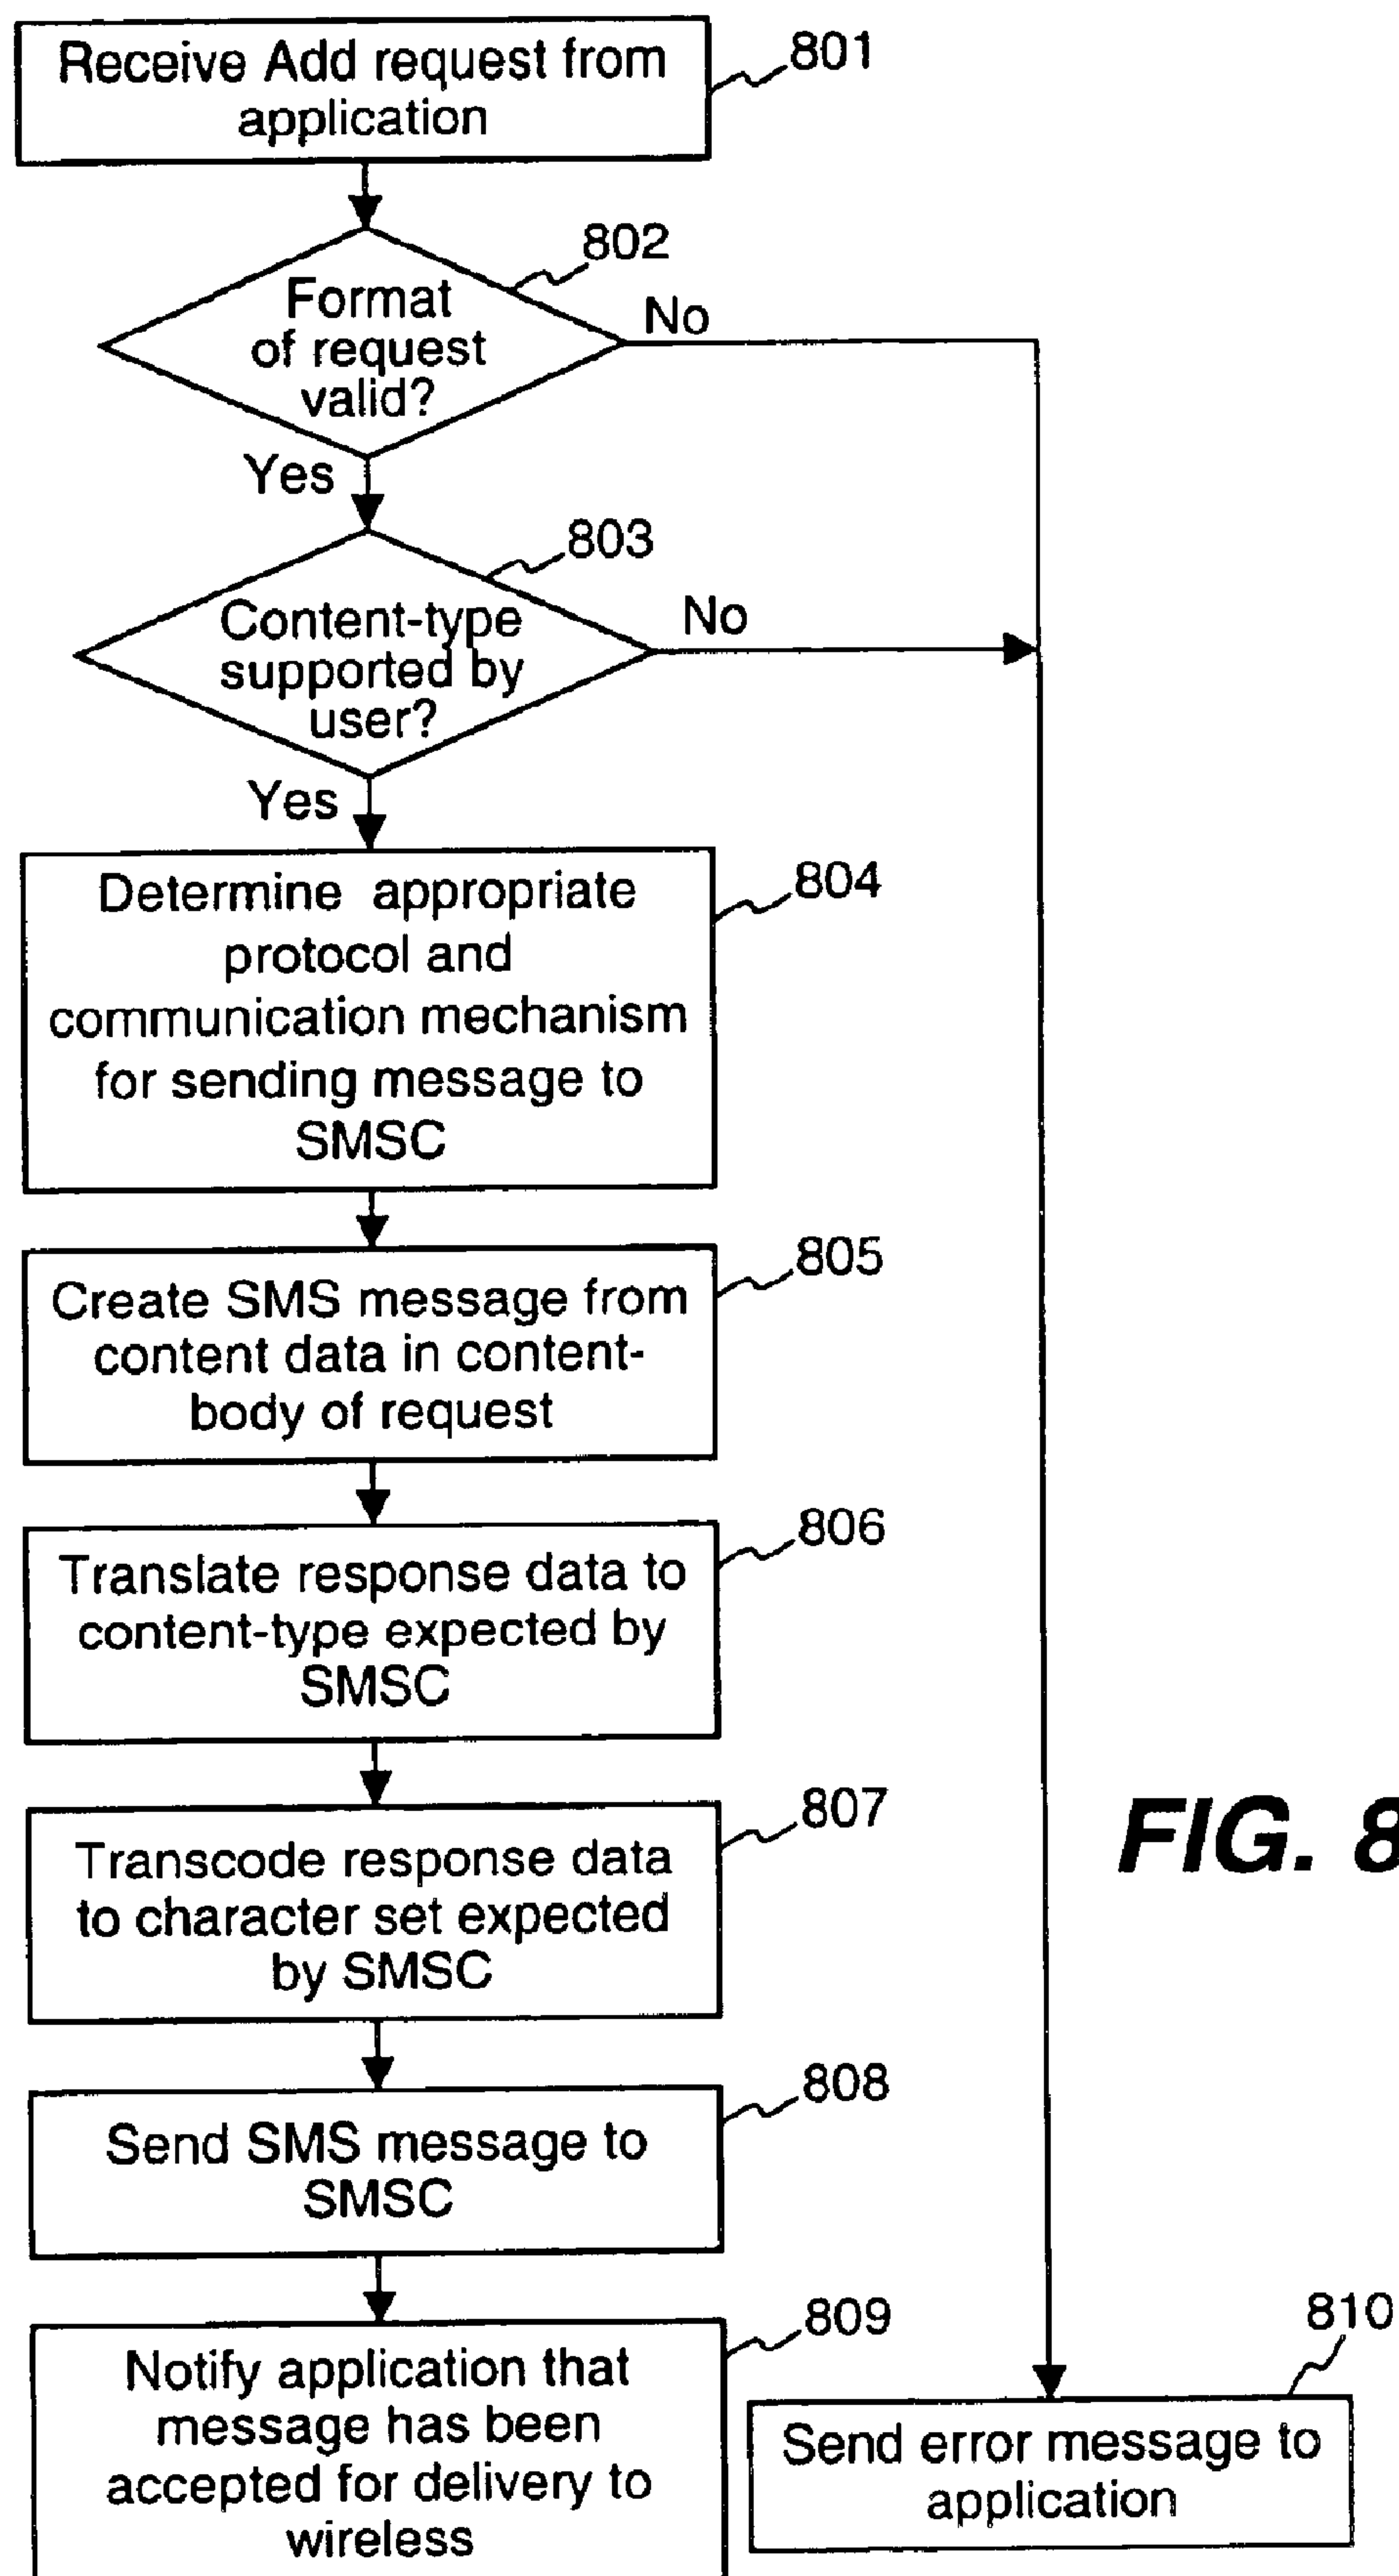 Receive Add request from
application
801
802
Format
of request
valid?
No
Yes
803
Content-type
supported by
user?
No
Yes
Determine appropriate
protocol and
communication mechanism
for sending message to
SMSC
804
Create SMS message from
content data in content-
body of request
805
Translate response data to
content-type expected by
SMSC
806
Transcode response data
to character set expected
by SMSC
807
FIG. 8
Send SMS message to
SMSC
808
Notify application that
message has been
accepted for delivery to
wireless
809
810
Send error message to
application